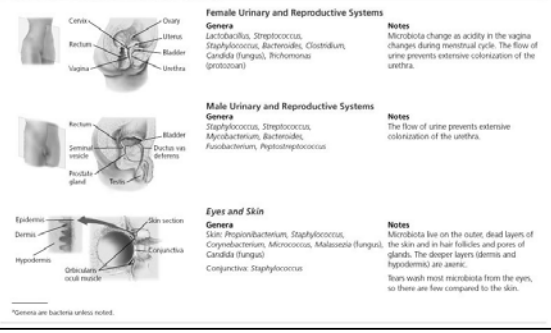 Female Urinary and Reproductive Systems
Cervix
Ovary
Uterus
Rectum
Bladder
Vagina
Urethra
Genera
Lactobacillus, Streptococcus,
Staphylococcus, Bacteroides, Clostridium,
Candida (fungus), Trichomonas
(protozoan)
Notes
Microbiota change as acidity in the vagina
changes during menstrual cycle. The flow of
urine prevents extensive colonization of the
urethra.
Male Urinary and Reproductive Systems
Rectum
Bladder
Seminal
vesicle
Ductus vas
deferens
Prostate
gland
Testis
Genera
Staphylococcus, Streptococcus,
Mycobacterium, Bacteroides,
Fusobacterium, Peptostreptococcus
Notes
The flow of urine prevents extensive
colonization of the urethra.
Eyes and Skin
Epidermis
Skin section
Dermis
Conjunctiva
Hypodermis
Orbicularis
oculi muscle
Genera
Skin: Propionibacterium, Staphylococcus,
Corynebacterium, Micrococcus, Malassezia (fungus),
Candida (fungus)
Conjunctiva: Staphylococcus
Notes
Microbiota live on the outer, dead layers of
the skin and in hair follicles and pores of
glands. The deeper layers (dermis and
hypodermis) are axenic.
Tears wash most microbiota from the eyes,
so there are few compared to the skin.
*Genera are bacteria unless noted.